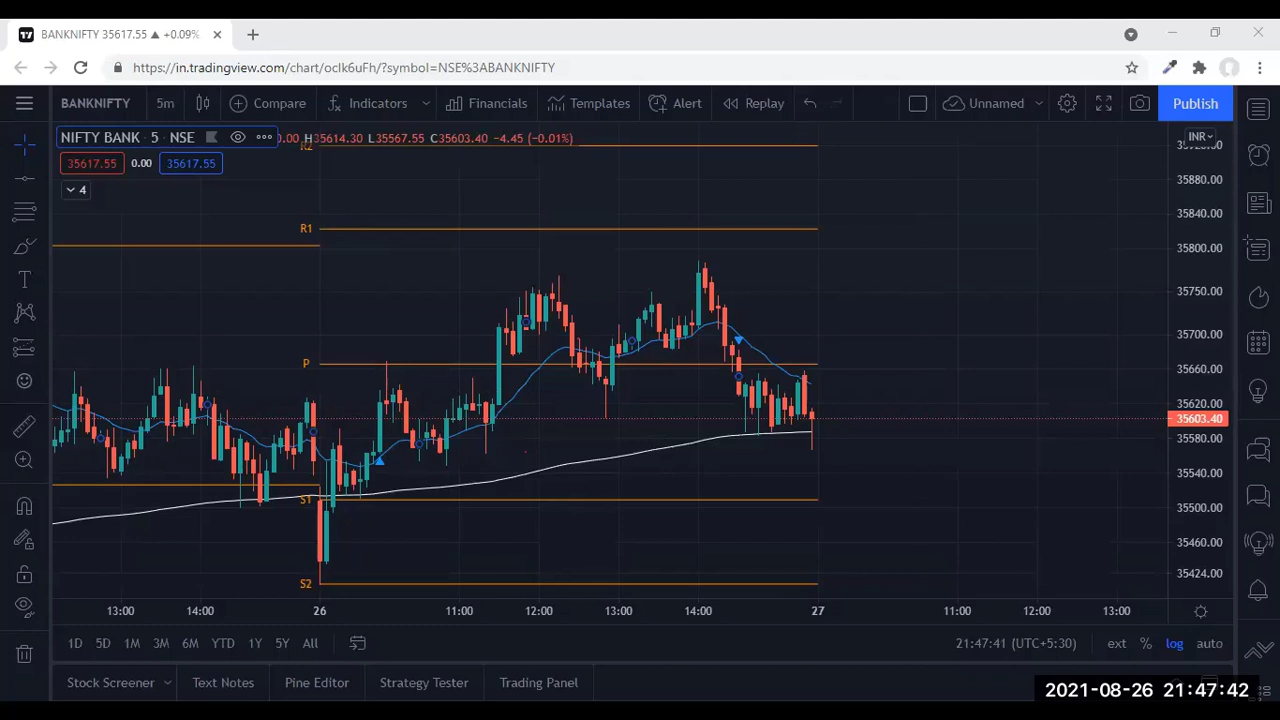 BANKNIFTY 35617.55 ▲ +0.09%
https://in.tradingview.com/chart/oclk6uFh/?symbol=NSE%3ABANKNIFTY
BANKNIFTY 5m Compare Indicators Financials Templates Alert Replay Unnamed Publish
NIFTY BANK · 5 · NSE 0.00 H35614.30 L35567.55 C35603.40 −4.45 (−0.01%)
INR
35617.55 0.00 35617.55
4
35880.00
35840.00
R1
35800.00
35750.00
35700.00
P
35660.00
35620.00
35603.40
35580.00
35540.00
S1
35500.00
35460.00
35424.00
S2
13:00 14:00 26 11:00 12:00 13:00 14:00 27 11:00 12:00 13:00
1D 5D 1M 3M 6M YTD 1Y 5Y All 21:47:41 (UTC+5:30) ext % log auto
Stock Screener Text Notes Pine Editor Strategy Tester Trading Panel
2021-08-26 21:47:42